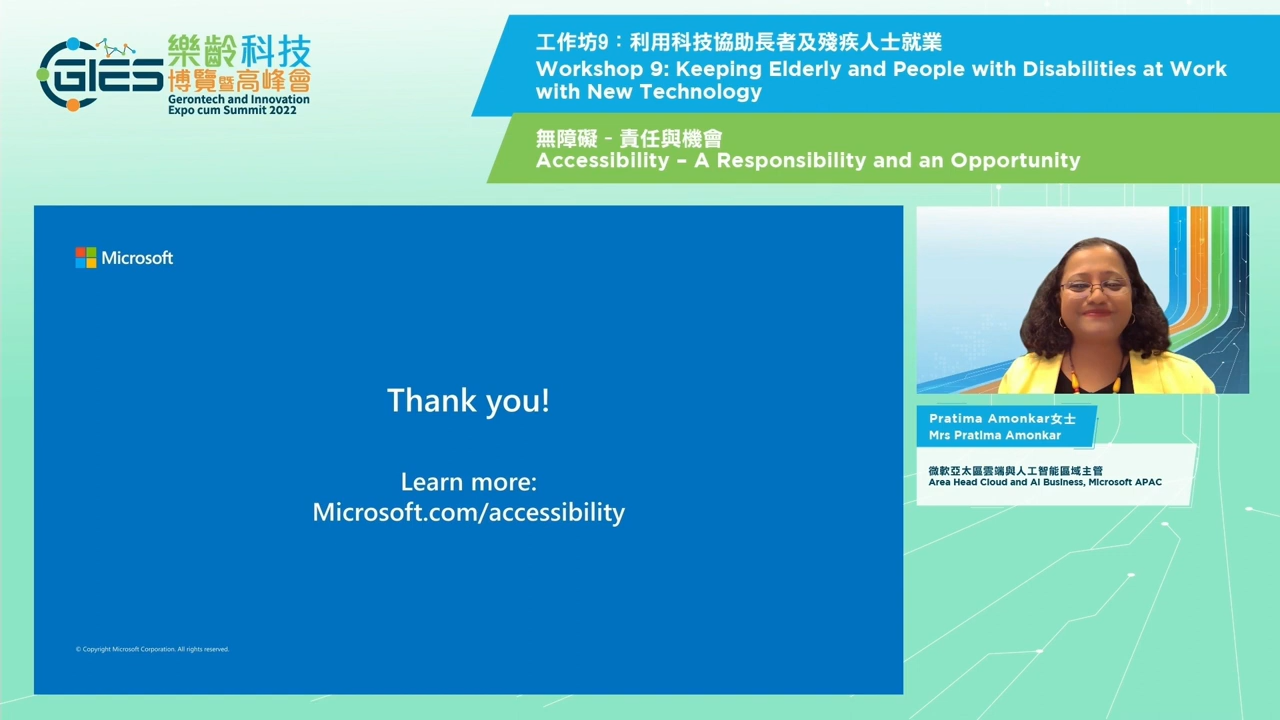 GIES
樂齡科技
博覽暨高峰會
Gerontech and Innovation
Expo cum Summit 2022
工作坊9：利用科技協助長者及殘疾人士就業
Workshop 9: Keeping Elderly and People with Disabilities at Work
with New Technology
無障礙 - 責任與機會
Accessibility – A Responsibility and an Opportunity
Microsoft
Thank you!
Learn more:
Microsoft.com/accessibility
© Copyright Microsoft Corporation. All rights reserved.
Pratima Amonkar女士
Mrs Pratima Amonkar
微軟亞太區雲端與人工智能區域主管
Area Head Cloud and AI Business, Microsoft APAC